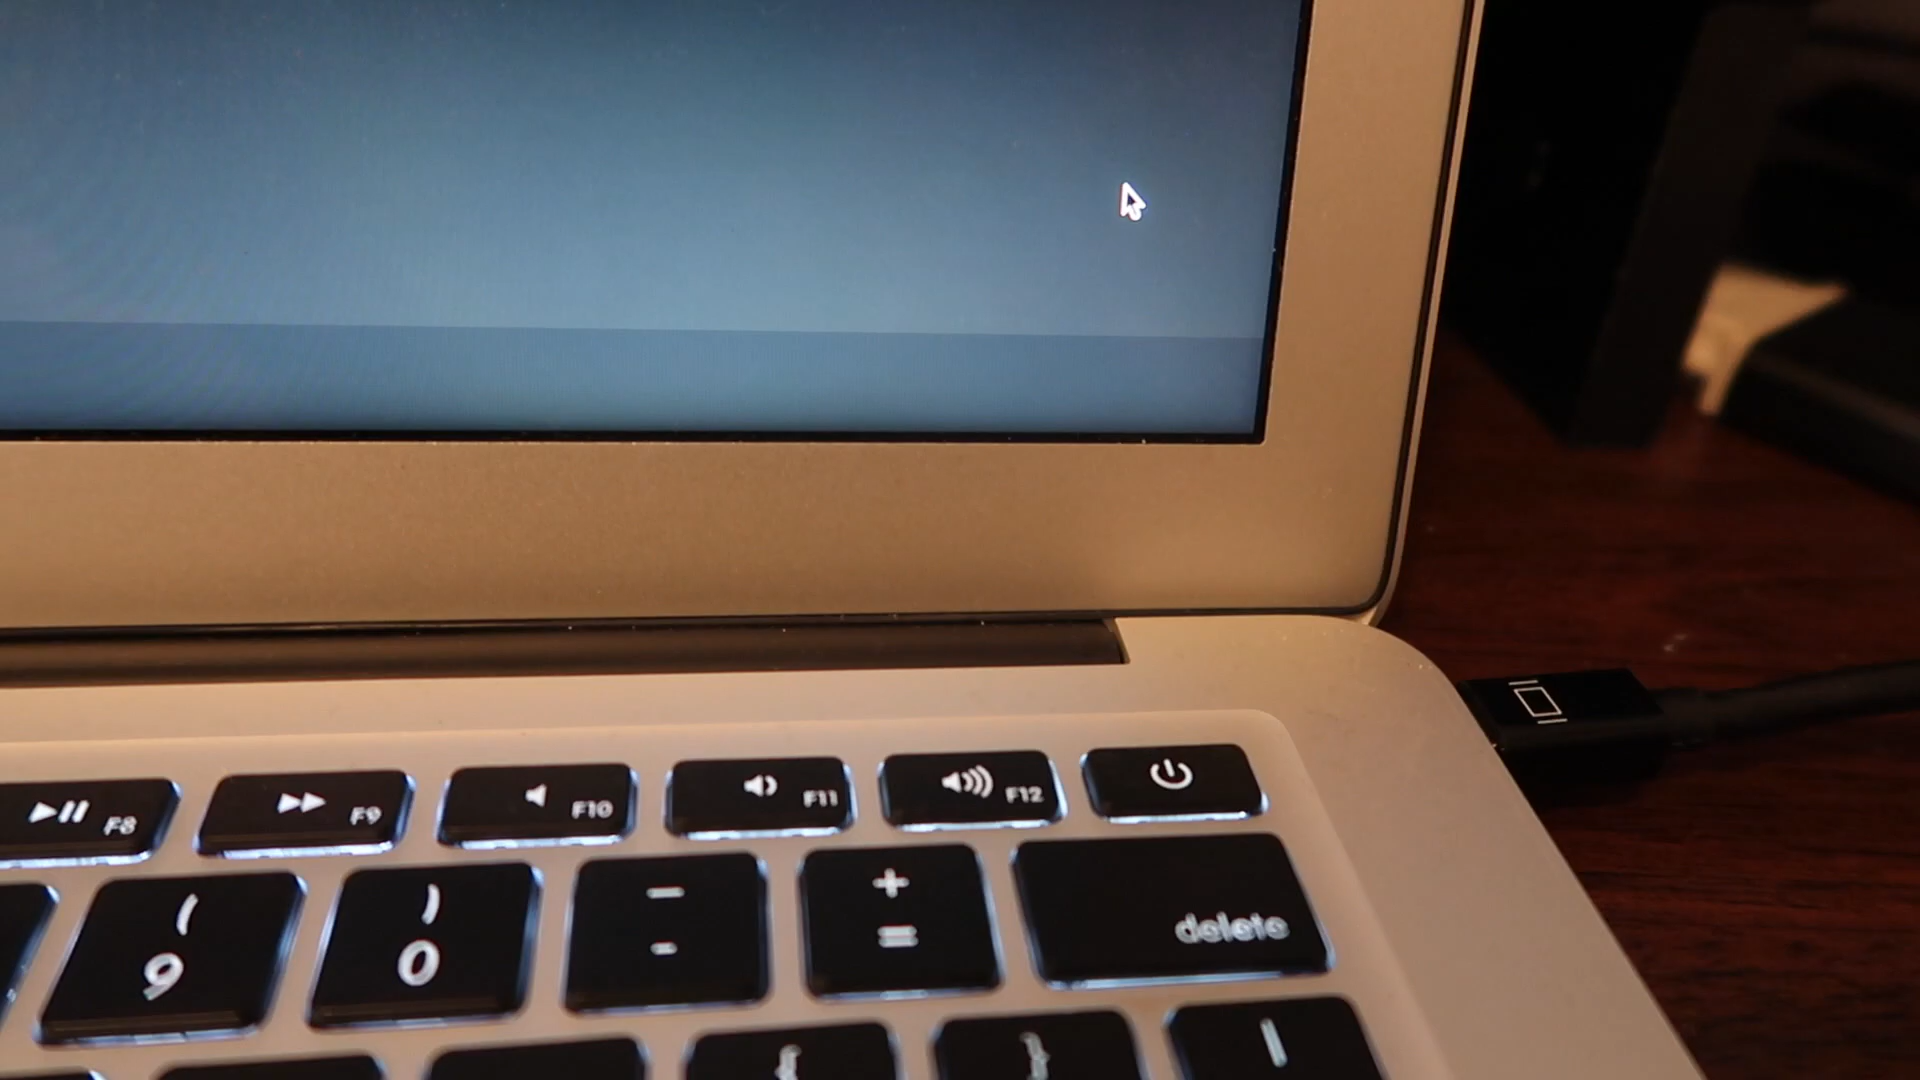 F8 F9 F10 F11 F12
( ) — +
9 0 - = delete
{ } |